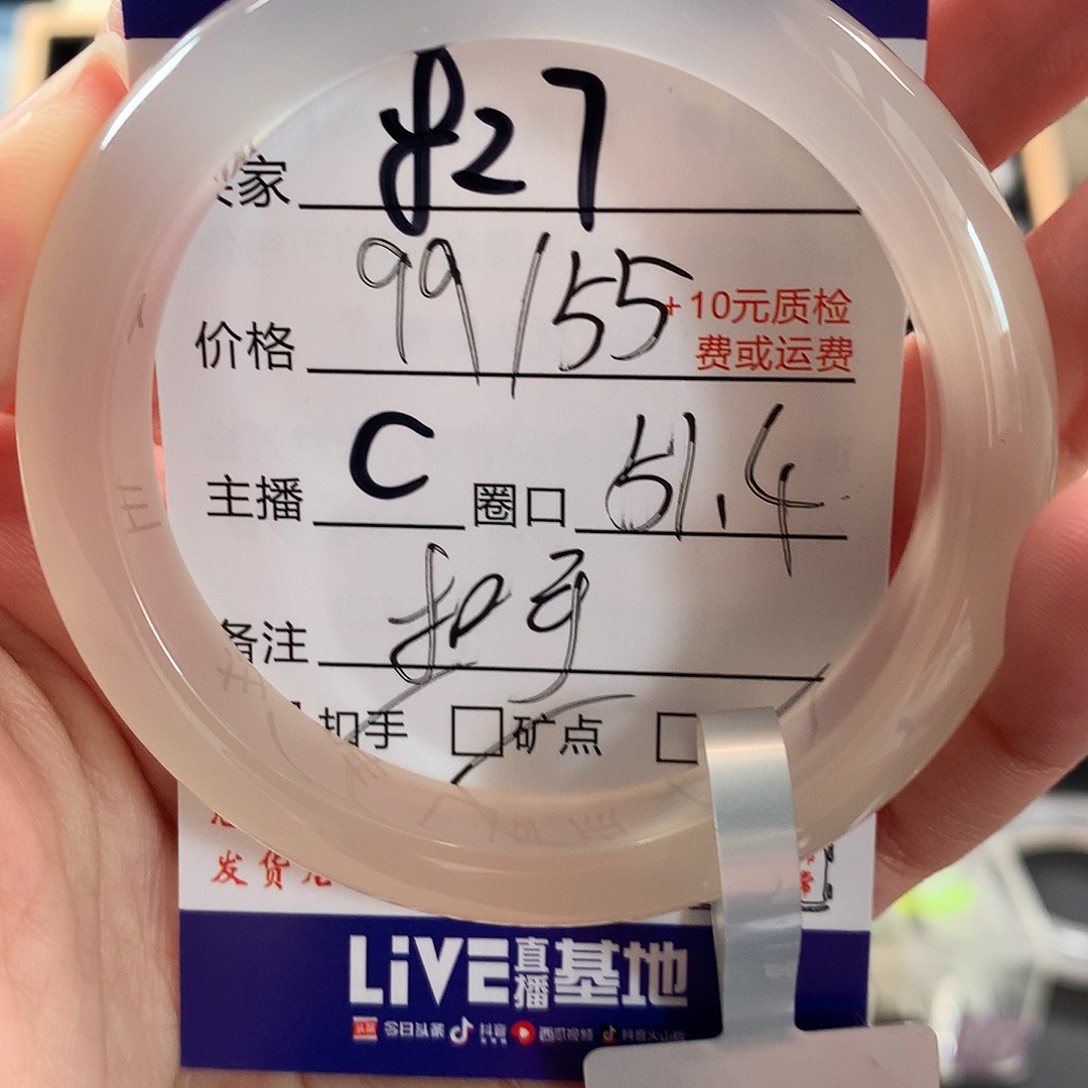 家 827
价格 99/55 +10元质检
费或运费
主播 C 圈口 51.4
备注 扣手
扣手 □矿点 □
发货
LiVE直播基地
今日头条 抖音 西瓜视频 抖音火山版